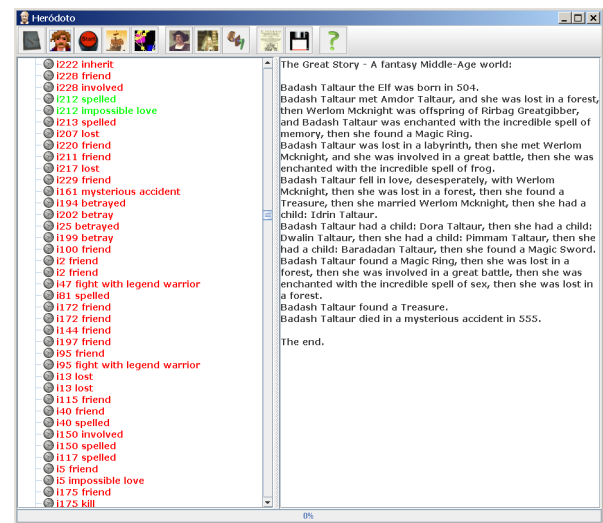 Heródoto
Start
?
i222 inherit
i228 friend
i228 involved
i212 spelled
i212 impossible love
i213 spelled
i207 lost
i220 friend
i211 friend
i217 lost
i229 friend
i161 mysterious accident
i194 betrayed
i202 betray
i25 betrayed
i199 betray
i100 friend
i2 friend
i2 friend
i47 fight with legend warrior
i81 spelled
i172 friend
i172 friend
i144 friend
i197 friend
i95 friend
i95 fight with legend warrior
i13 lost
i13 lost
i115 friend
i40 friend
i40 spelled
i150 involved
i150 spelled
i117 spelled
i5 friend
i5 impossible love
i175 friend
i175 kill
The Great Story - A fantasy Middle-Age world:
Badash Taltaur the Elf was born in 504.
Badash Taltaur met Amdor Taltaur, and she was lost in a forest,
then Werlom Mcknight was offspring of Rirbag Greatgibber,
and Badash Taltaur was enchanted with the incredible spell of
memory, then she found a Magic Ring.
Badash Taltaur was lost in a labyrinth, then she met Werlom
Mcknight, and she was involved in a great battle, then she was
enchanted with the incredible spell of frog.
Badash Taltaur fell in love, desesperately, with Werlom
Mcknight, then she was lost in a forest, then she found a
Treasure, then she married Werlom Mcknight, then she had a
child: Idrin Taltaur.
Badash Taltaur had a child: Dora Taltaur, then she had a child:
Dwalin Taltaur, then she had a child: Pimmam Taltaur, then she
had a child: Baradadan Taltaur, then she found a Magic Sword.
Badash Taltaur found a Magic Ring, then she was lost in a
forest, then she was involved in a great battle, then she was
enchanted with the incredible spell of sex, then she was lost in
a forest.
Badash Taltaur found a Treasure.
Badash Taltaur died in a mysterious accident in 555.
The end.
0%